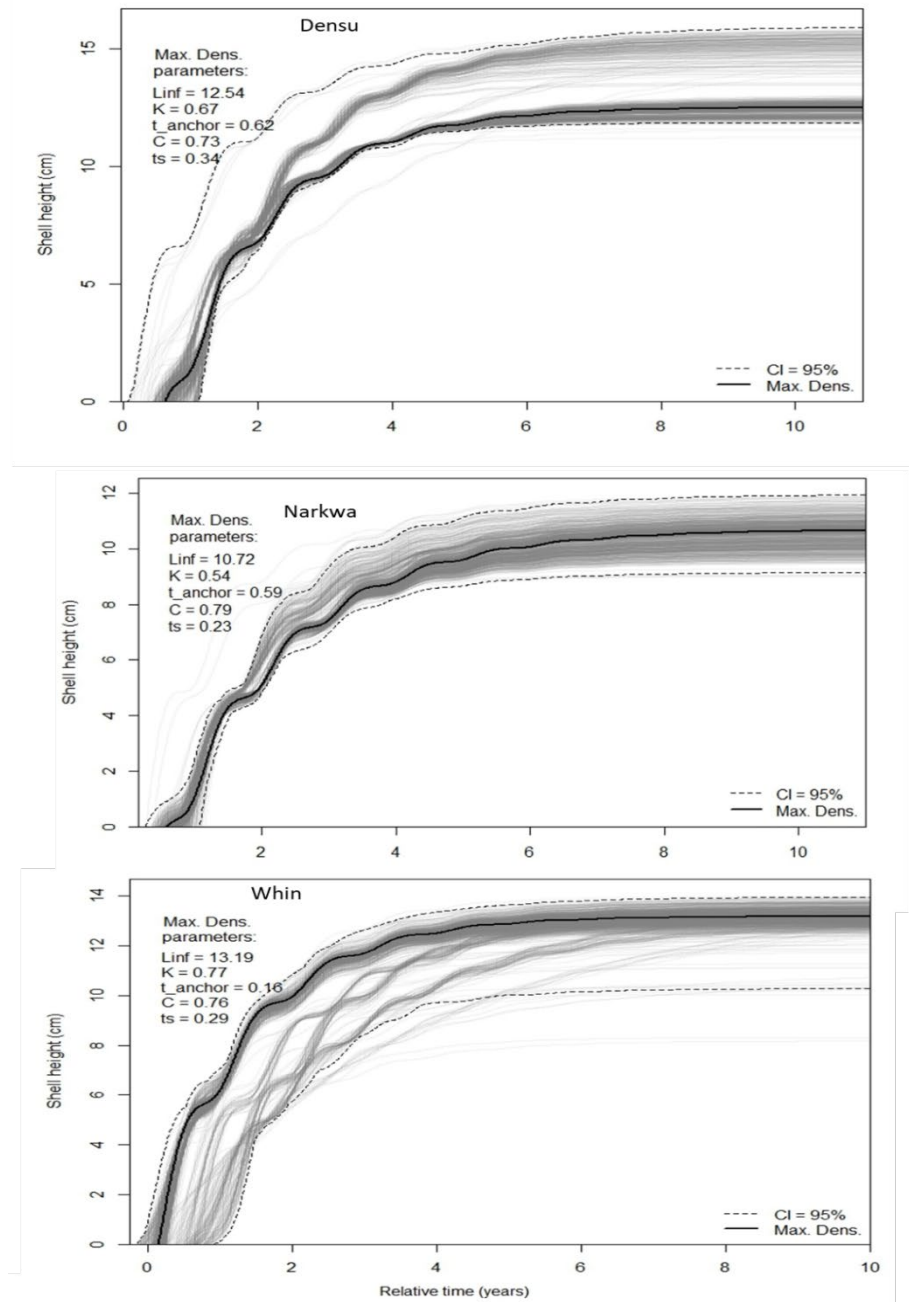 Densu
Max. Dens.
parameters:
Linf = 12.54
K = 0.67
t_anchor = 0.62
C = 0.73
ts = 0.34
Shell height (cm)
15
10
5
0
CI = 95%
Max. Dens.
0 2 4 6 8 10
Narkwa
Max. Dens.
parameters:
Linf = 10.72
K = 0.54
t_anchor = 0.59
C = 0.79
ts = 0.23
Shell height (cm)
12
10
8
6
4
2
0
CI = 95%
Max. Dens.
2 4 6 8 10
Whin
Max. Dens.
parameters:
Linf = 13.19
K = 0.77
t_anchor = 0.16
C = 0.76
ts = 0.29
Shell height (cm)
14
12
10
8
6
4
2
0
CI = 95%
Max. Dens.
0 2 4 6 8 10
Relative time (years)